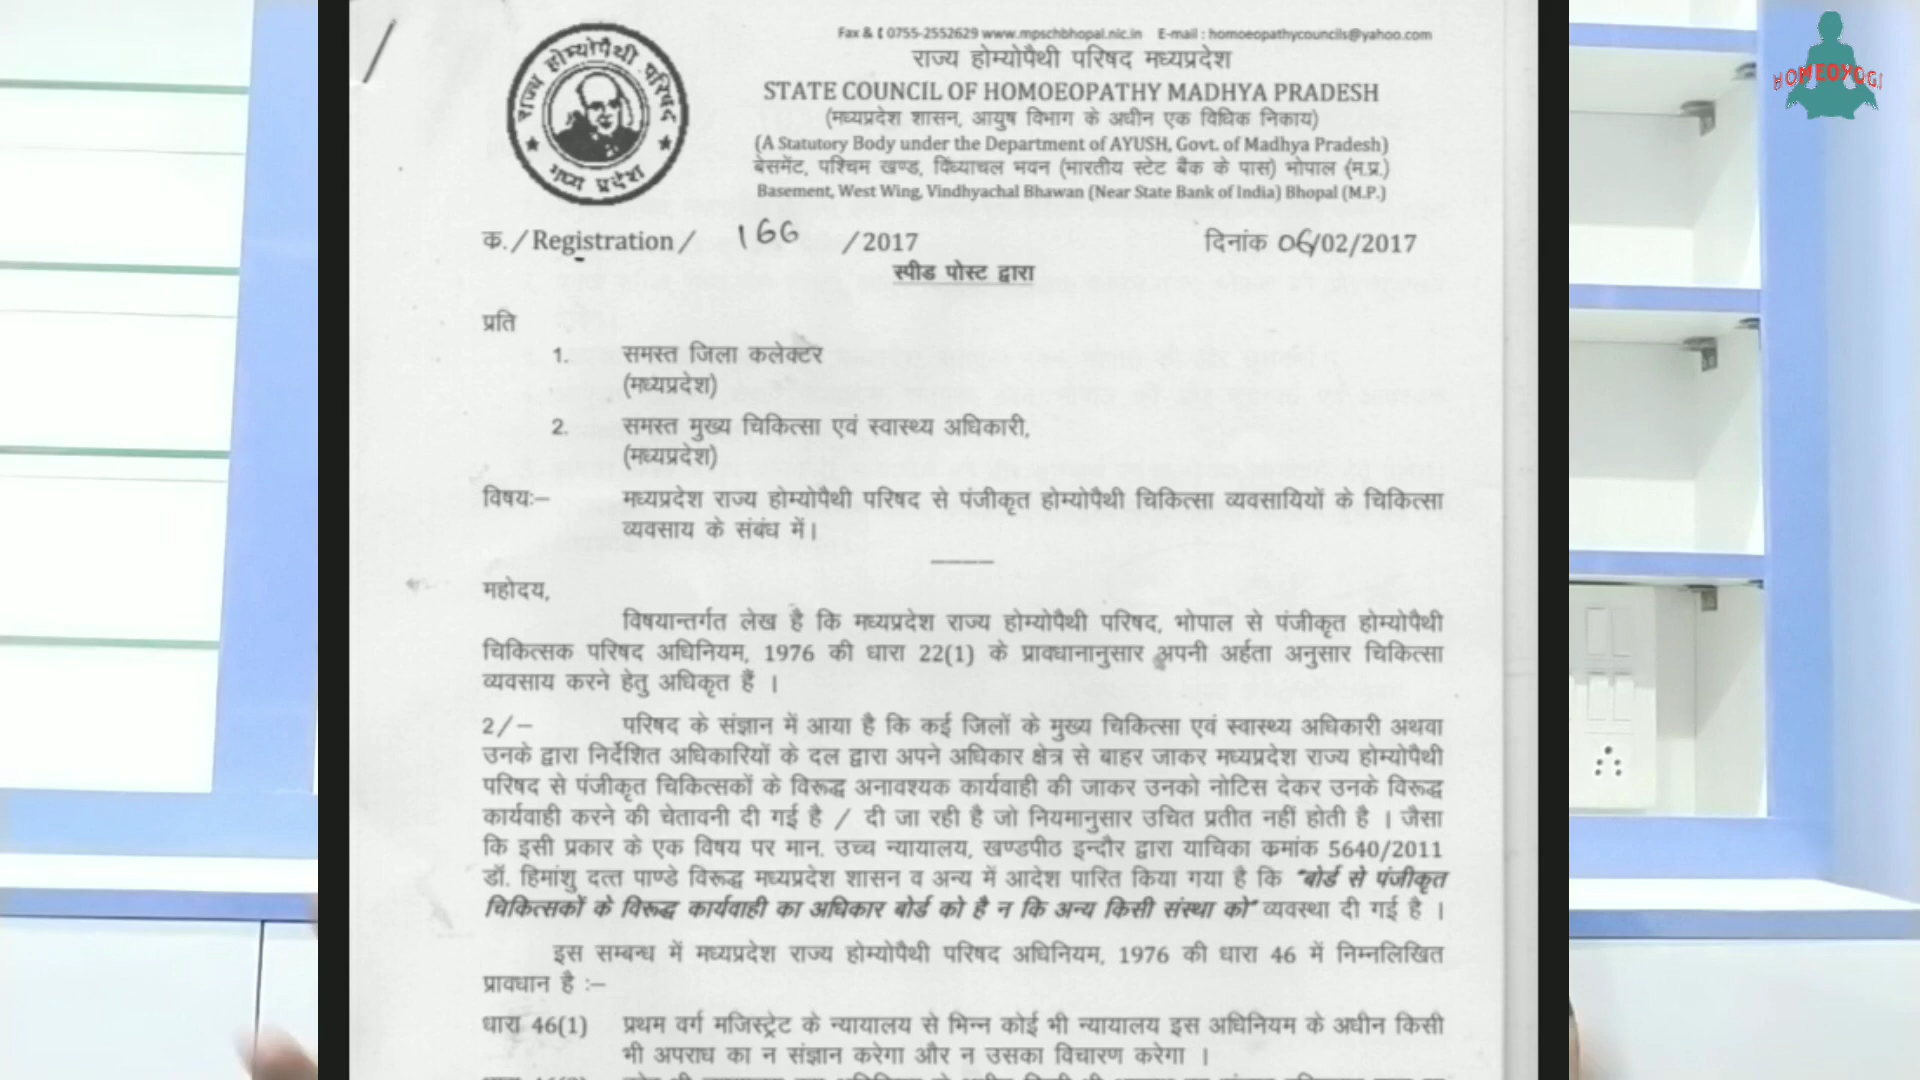 Fax & ( 0755-2552629 www.mpschbhopal.nic.in E-mail : homoeopathycouncils@yahoo.com
राज्य होम्योपैथी परिषद मध्यप्रदेश
STATE COUNCIL OF HOMOEOPATHY MADHYA PRADESH
(मध्यप्रदेश शासन, आयुष विभाग के अधीन एक विधिक निकाय)
(A Statutory Body under the Department of AYUSH, Govt. of Madhya Pradesh)
बेसमेंट, पश्चिम खण्ड, विंध्याचल भवन (भारतीय स्टेट बैंक के पास) भोपाल (म.प्र.)
Basement, West Wing, Vindhyachal Bhawan (Near State Bank of India) Bhopal (M.P.)
राज्य होम्योपैथी परिषद
मध्य प्रदेश
HOMEOYOGI
क. / Registration / 166 / 2017 दिनांक 06/02/2017
स्पीड पोस्ट द्वारा
प्रति
1. समस्त जिला कलेक्टर
(मध्यप्रदेश)
2. समस्त मुख्य चिकित्सा एवं स्वास्थ्य अधिकारी,
(मध्यप्रदेश)
विषयः– मध्यप्रदेश राज्य होम्योपैथी परिषद से पंजीकृत होम्योपैथी चिकित्सा व्यवसायियों के चिकित्सा
व्यवसाय के संबंध में।
महोदय,
विषयान्तर्गत लेख है कि मध्यप्रदेश राज्य होम्योपैथी परिषद, भोपाल से पंजीकृत होम्योपैथी
चिकित्सक परिषद अधिनियम, 1976 की धारा 22(1) के प्रावधानानुसार अपनी अर्हता अनुसार चिकित्सा
व्यवसाय करने हेतु अधिकृत हैं ।
2/– परिषद के संज्ञान में आया है कि कई जिलों के मुख्य चिकित्सा एवं स्वास्थ्य अधिकारी अथवा
उनके द्वारा निर्देशित अधिकारियों के दल द्वारा अपने अधिकार क्षेत्र से बाहर जाकर मध्यप्रदेश राज्य होम्योपैथी
परिषद से पंजीकृत चिकित्सकों के विरूद्ध अनावश्यक कार्यवाही की जाकर उनको नोटिस देकर उनके विरूद्ध
कार्यवाही करने की चेतावनी दी गई है / दी जा रही है जो नियमानुसार उचित प्रतीत नहीं होती है । जैसा
कि इसी प्रकार के एक विषय पर मान. उच्च न्यायालय, खण्डपीठ इन्दौर द्वारा याचिका कमांक 5640/2011
डॉ. हिमांशु दत्त पाण्डे विरूद्ध मध्यप्रदेश शासन व अन्य में आदेश पारित किया गया है कि "बोर्ड से पंजीकृत
चिकित्सकों के विरूद्ध कार्यवाही का अधिकार बोर्ड को है न कि अन्य किसी संस्था को" व्यवस्था दी गई है ।
इस सम्बन्ध में मध्यप्रदेश राज्य होम्योपैथी परिषद अधिनियम, 1976 की धारा 46 में निम्नलिखित
प्रावधान है :–
धारा 46(1) प्रथम वर्ग मजिस्ट्रेट के न्यायालय से भिन्न कोई भी न्यायालय इस अधिनियम के अधीन किसी
भी अपराध का न संज्ञान करेगा और न उसका विचारण करेगा ।